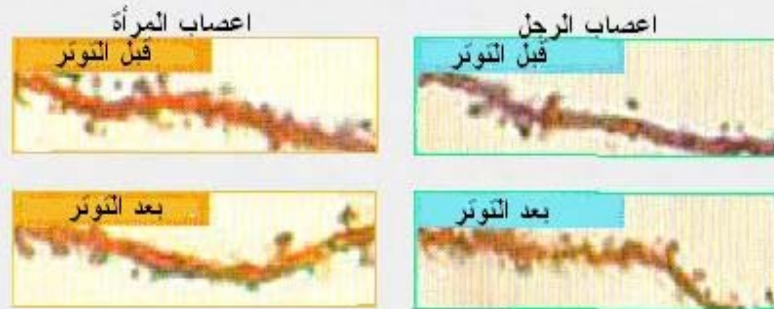 اعصاب الرجل
اعصاب المرأة
قبل التوتر
قبل التوتر
بعد التوتر
بعد التوتر